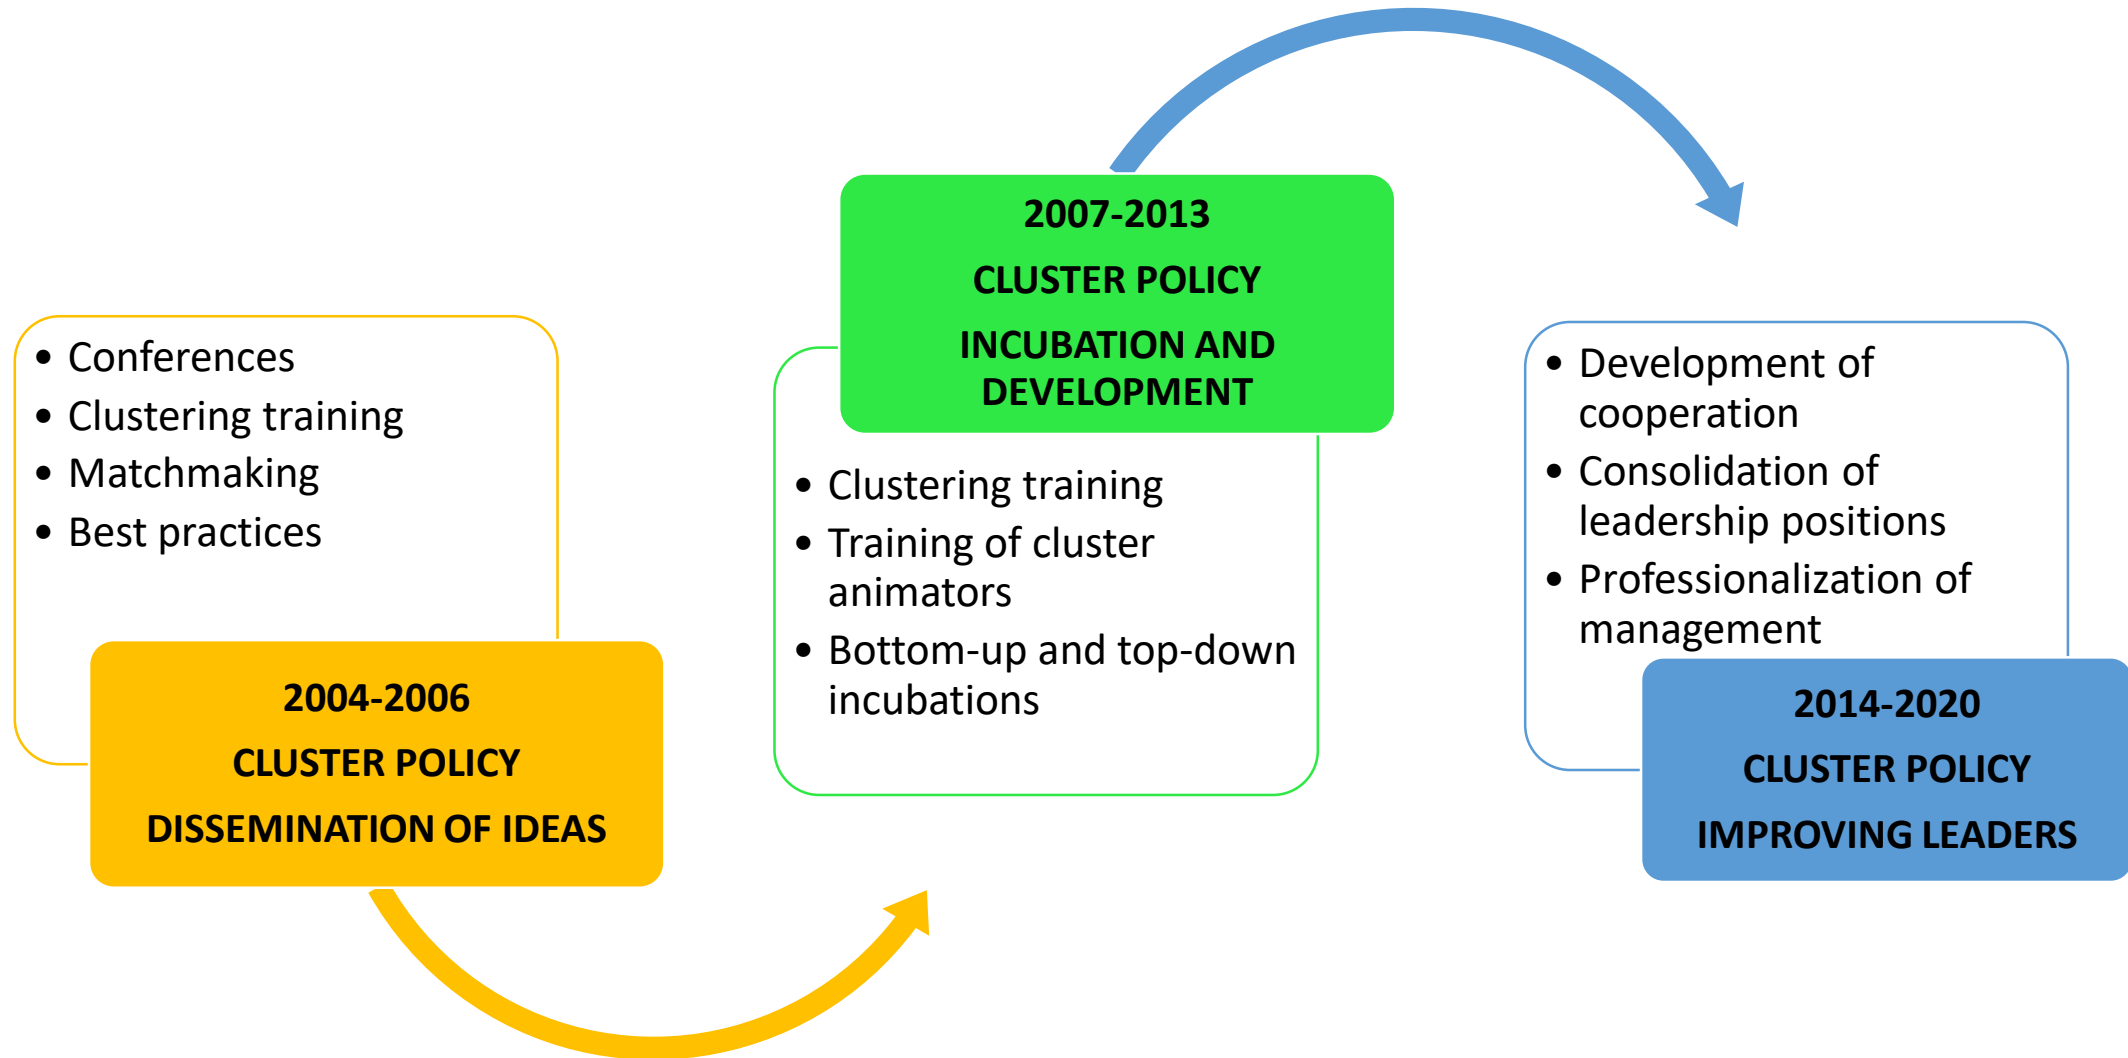 • Conferences
• Clustering training
• Matchmaking
• Best practices
2004-2006
CLUSTER POLICY
DISSEMINATION OF IDEAS
2007-2013
CLUSTER POLICY
INCUBATION AND
DEVELOPMENT
• Clustering training
• Training of cluster
animators
• Bottom-up and top-down
incubations
• Development of
cooperation
• Consolidation of
leadership positions
• Professionalization of
management
2014-2020
CLUSTER POLICY
IMPROVING LEADERS